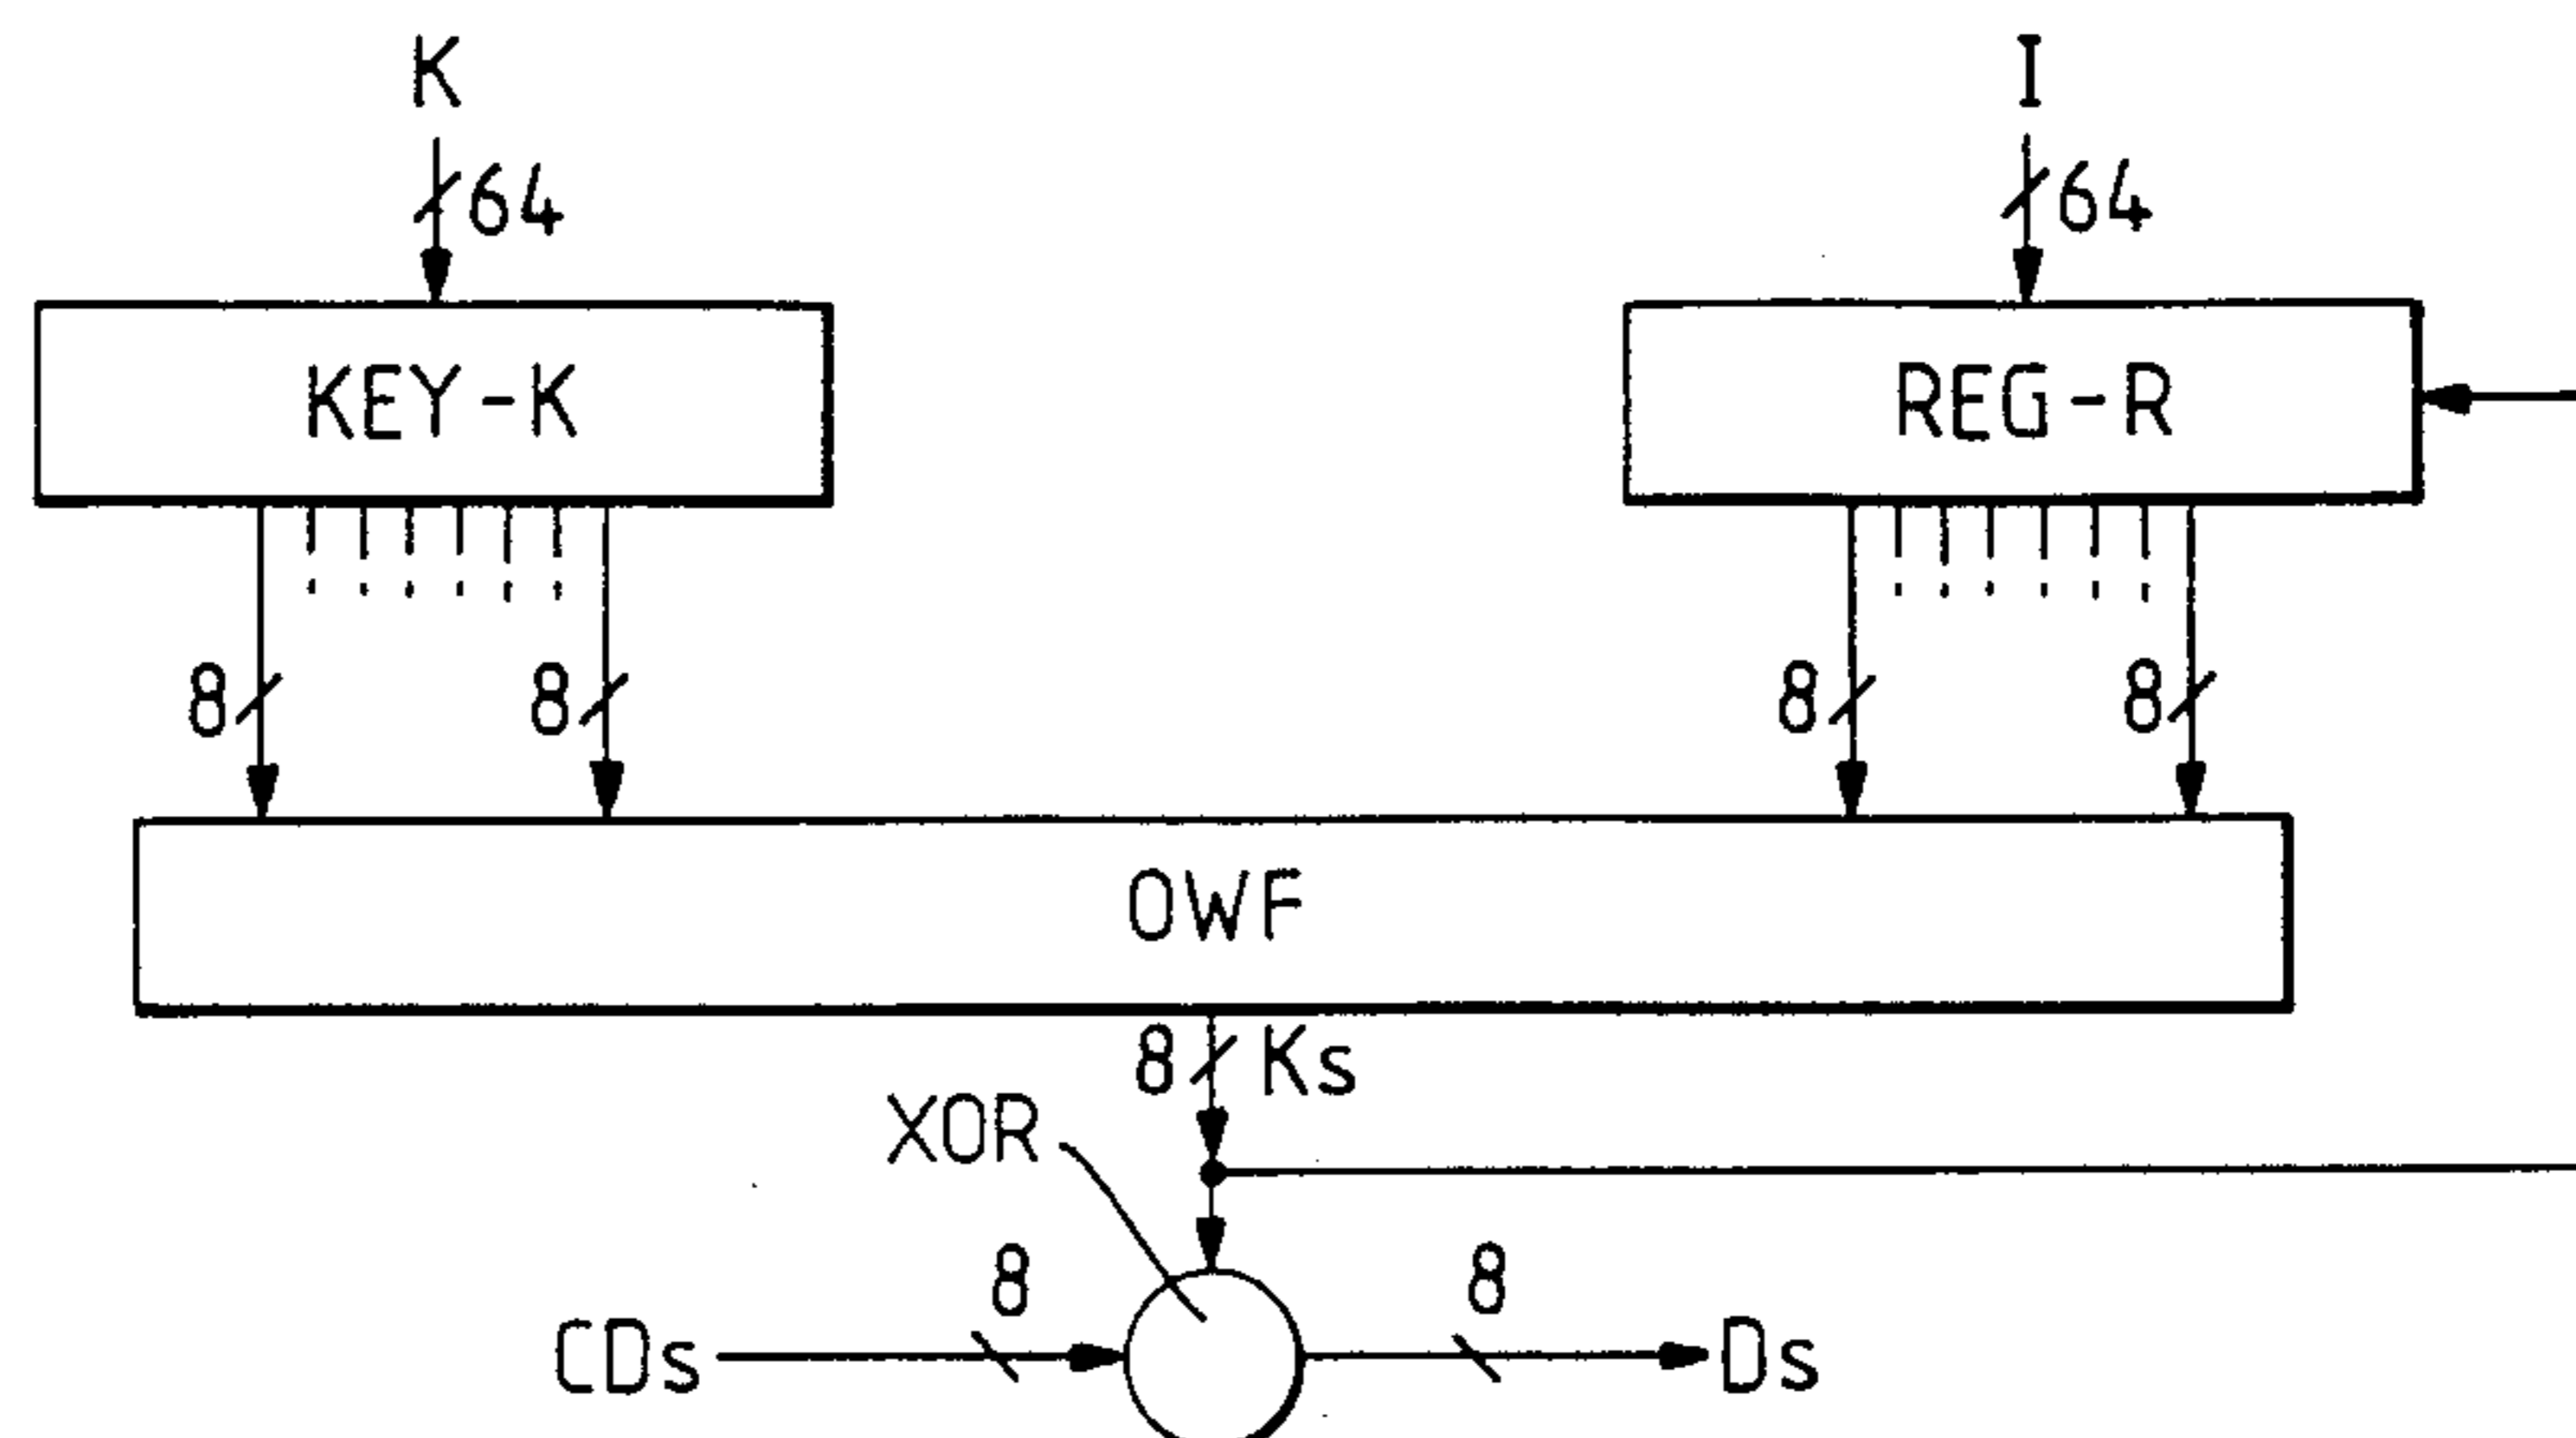 K I
64 64
KEY-K REG-R
8 8 8 8
OWF
8 Ks
XOR
8 8
CDs Ds